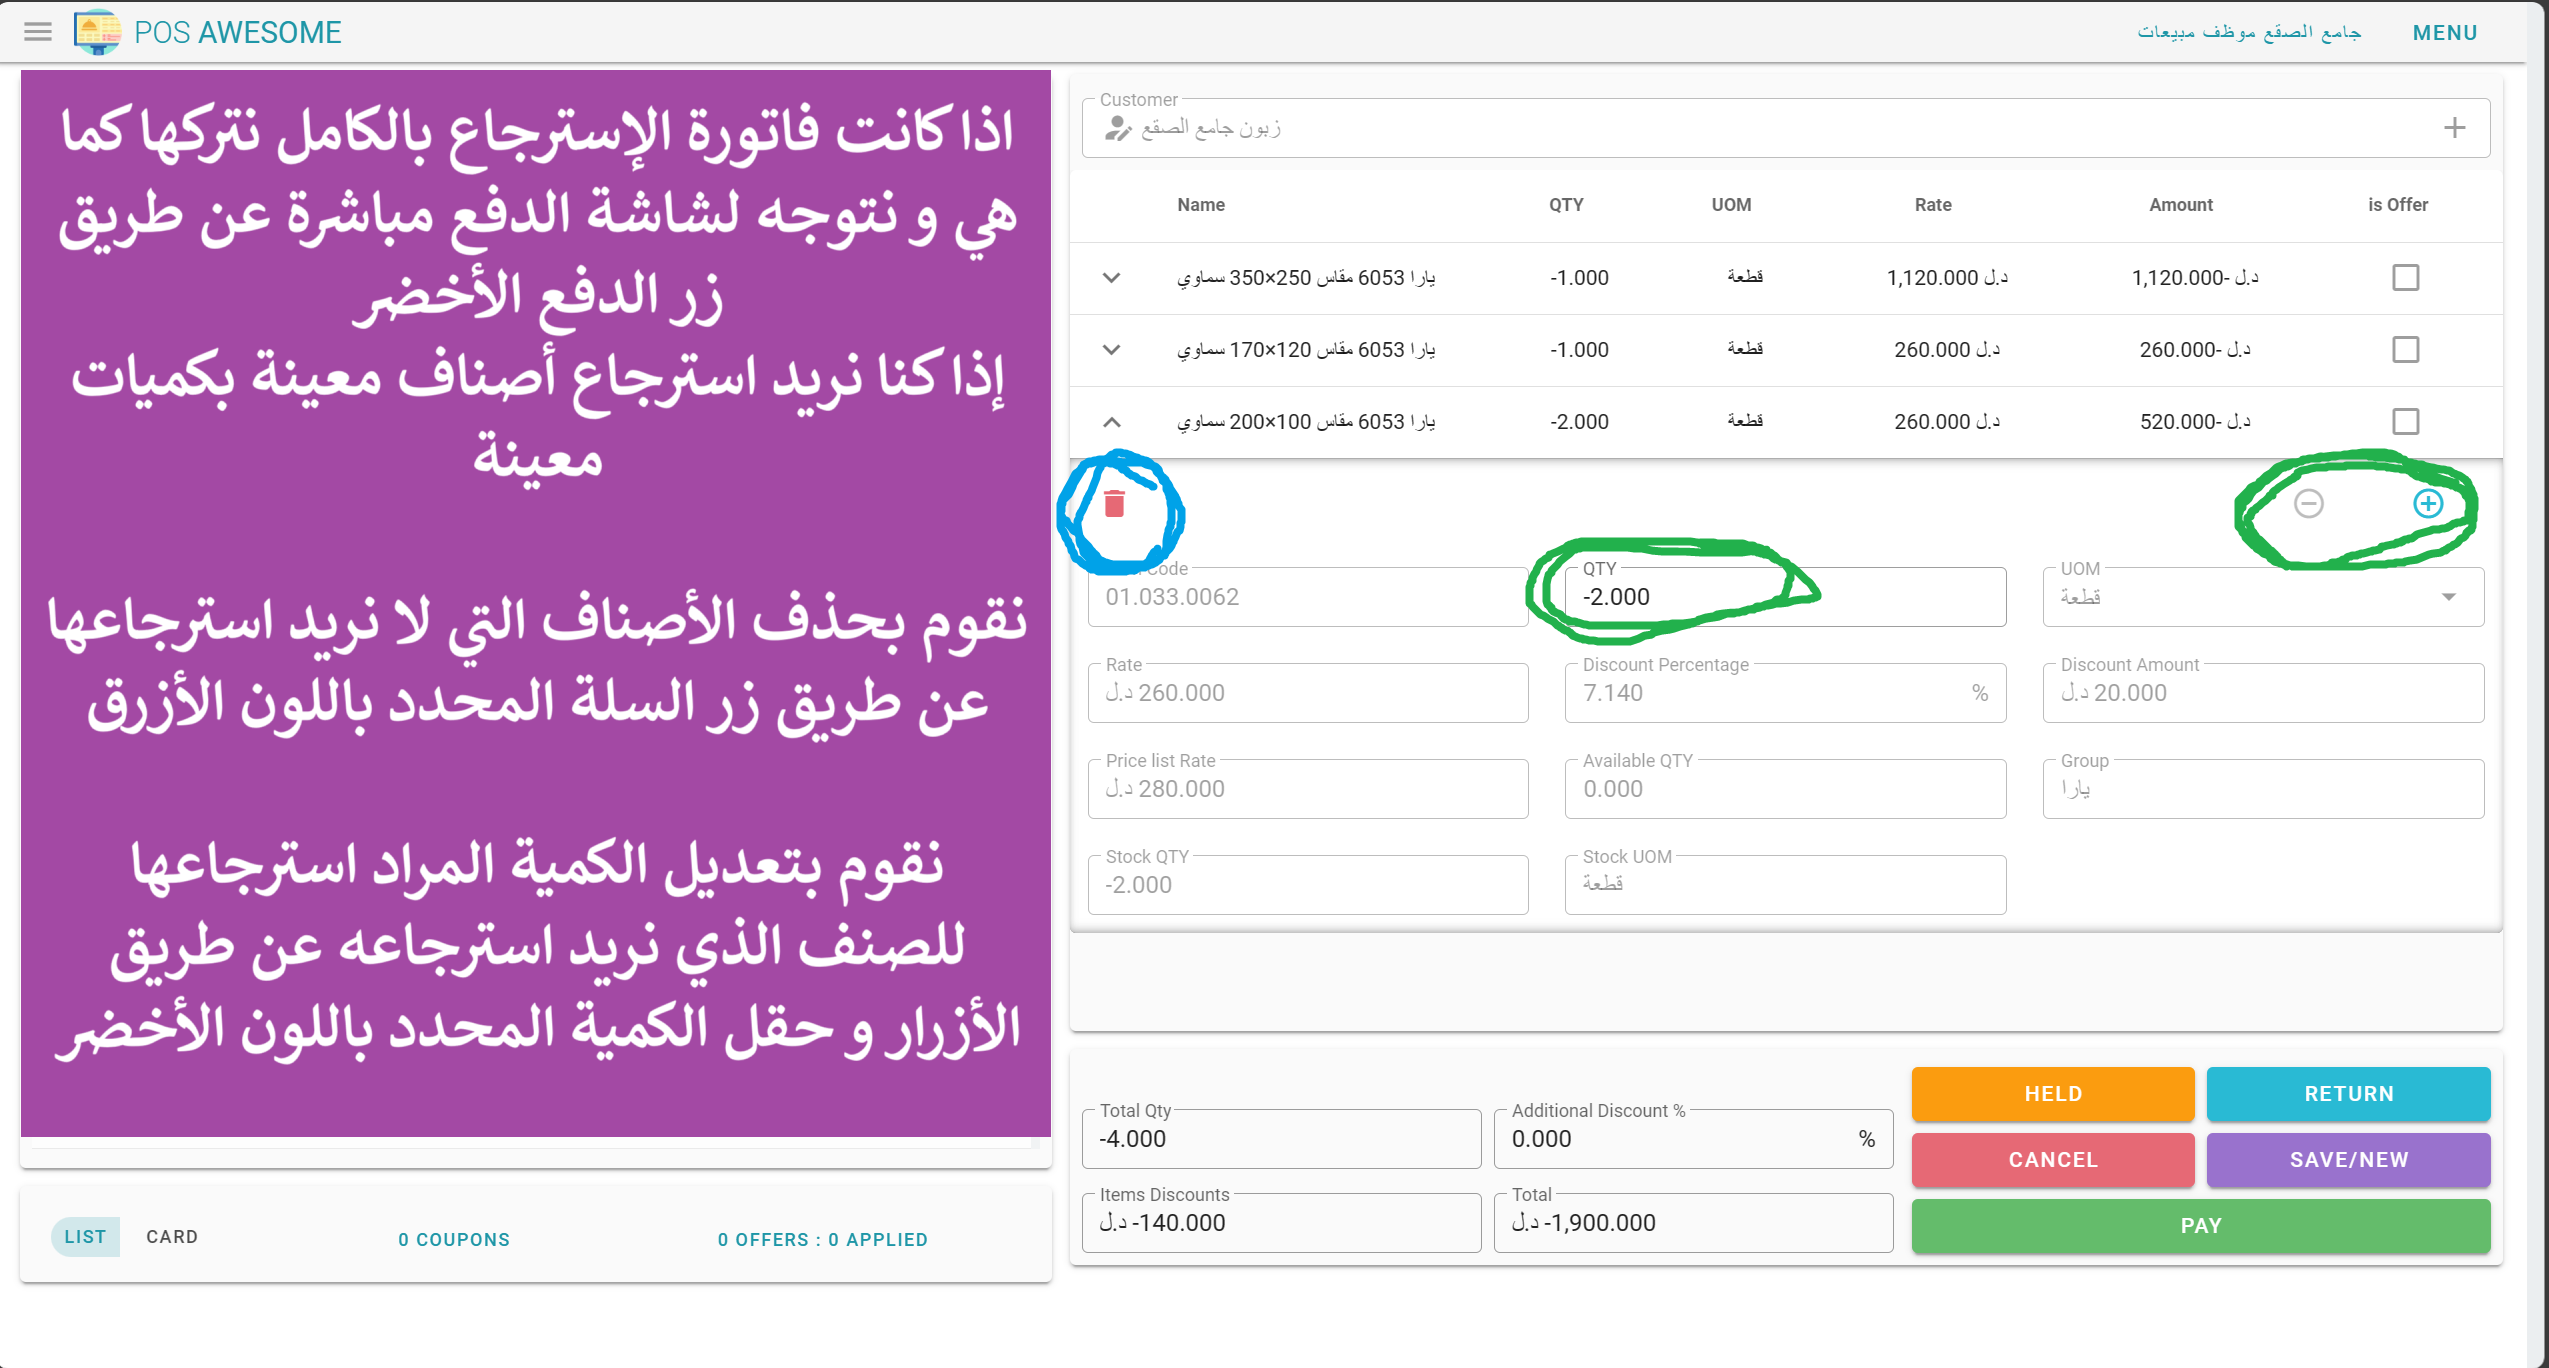 POS AWESOME
جامع الصقع موظف مبيعات
MENU
اذا كانت فاتورة الإسترجاع بالكامل نتركها كما
هي و نتوجه لشاشة الدفع مباشرة عن طريق
زر الدفع الأخضر
إذا كنا نريد استرجاع أصناف معينة بكميات
معينة
نقوم بحذف الأصناف التي لا نريد استرجاعها
عن طريق زر السلة المحدد باللون الأزرق
نقوم بتعديل الكمية المراد استرجاعها
للصنف الذي نريد استرجاعه عن طريق
الأزرار و حقل الكمية المحدد باللون الأخضر
LIST CARD 0 COUPONS 0 OFFERS : 0 APPLIED
Customer
زبون جامع الصقع
Name QTY UOM Rate Amount is Offer
يارا 6053 مقاس 250×350 سماوي -1.000 قطعة 1,120.000 د.ل -1,120.000 د.ل
يارا 6053 مقاس 120×170 سماوي -1.000 قطعة 260.000 د.ل -260.000 د.ل
يارا 6053 مقاس 100×200 سماوي -2.000 قطعة 260.000 د.ل -520.000 د.ل
Code QTY UOM
01.033.0062 -2.000 قطعة
Rate Discount Percentage Discount Amount
د.ل 260.000 7.140 % د.ل 20.000
Price list Rate Available QTY Group
د.ل 280.000 0.000 يارا
Stock QTY Stock UOM
-2.000 قطعة
Total Qty Additional Discount %
-4.000 0.000 %
Items Discounts Total
د.ل -140.000 د.ل -1,900.000
HELD RETURN
CANCEL SAVE/NEW
PAY